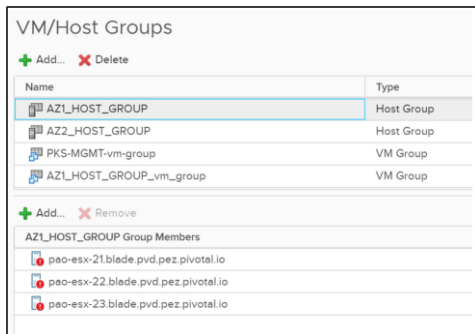 VM/Host Groups
Add... Delete
Name Type
AZ1_HOST_GROUP Host Group
AZ2_HOST_GROUP Host Group
PKS-MGMT-vm-group VM Group
AZ1_HOST_GROUP_vm_group VM Group
Add... Remove
AZ1_HOST_GROUP Group Members
pao-esx-21.blade.pvd.pez.pivotal.io
pao-esx-22.blade.pvd.pez.pivotal.io
pao-esx-23.blade.pvd.pez.pivotal.io